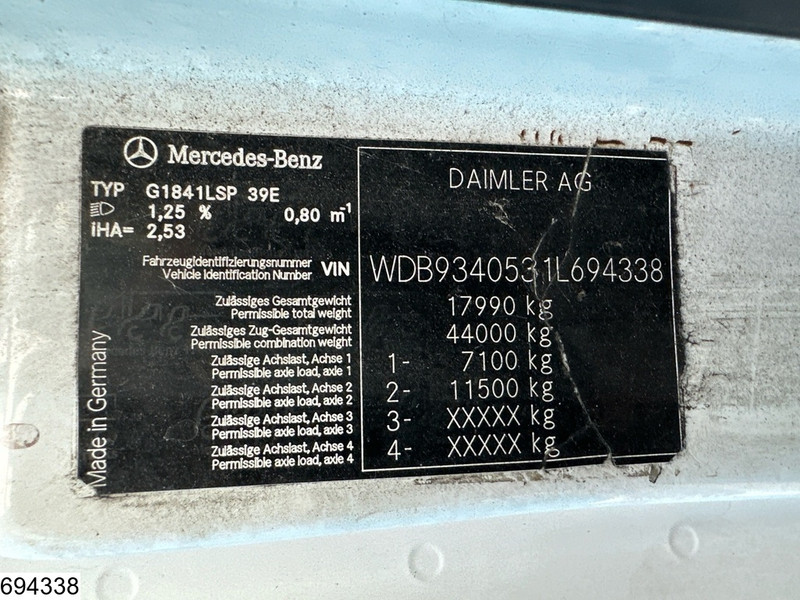 Mercedes-Benz
TYP G1841LSP 39E
1,25 % 0,80 m⁻¹
iHA= 2,53
DAIMLER AG
Fahrzeugidentifizierungsnummer
Vehicle Identification Number VIN WDB9340531L694338
Zulässiges Gesamtgewicht
Permissible total weight 17990 kg
Zulässiges Zug-Gesamtgewicht
Permissible combination weight 44000 kg
Zulässige Achslast, Achse 1
Permissible axle load, axle 1 1- 7100 kg
Zulässige Achslast, Achse 2
Permissible axle load, axle 2 2- 11500 kg
Zulässige Achslast, Achse 3
Permissible axle load, axle 3 3- XXXXX kg
Zulässige Achslast, Achse 4
Permissible axle load, axle 4 4- XXXXX kg
Made in Germany
694338